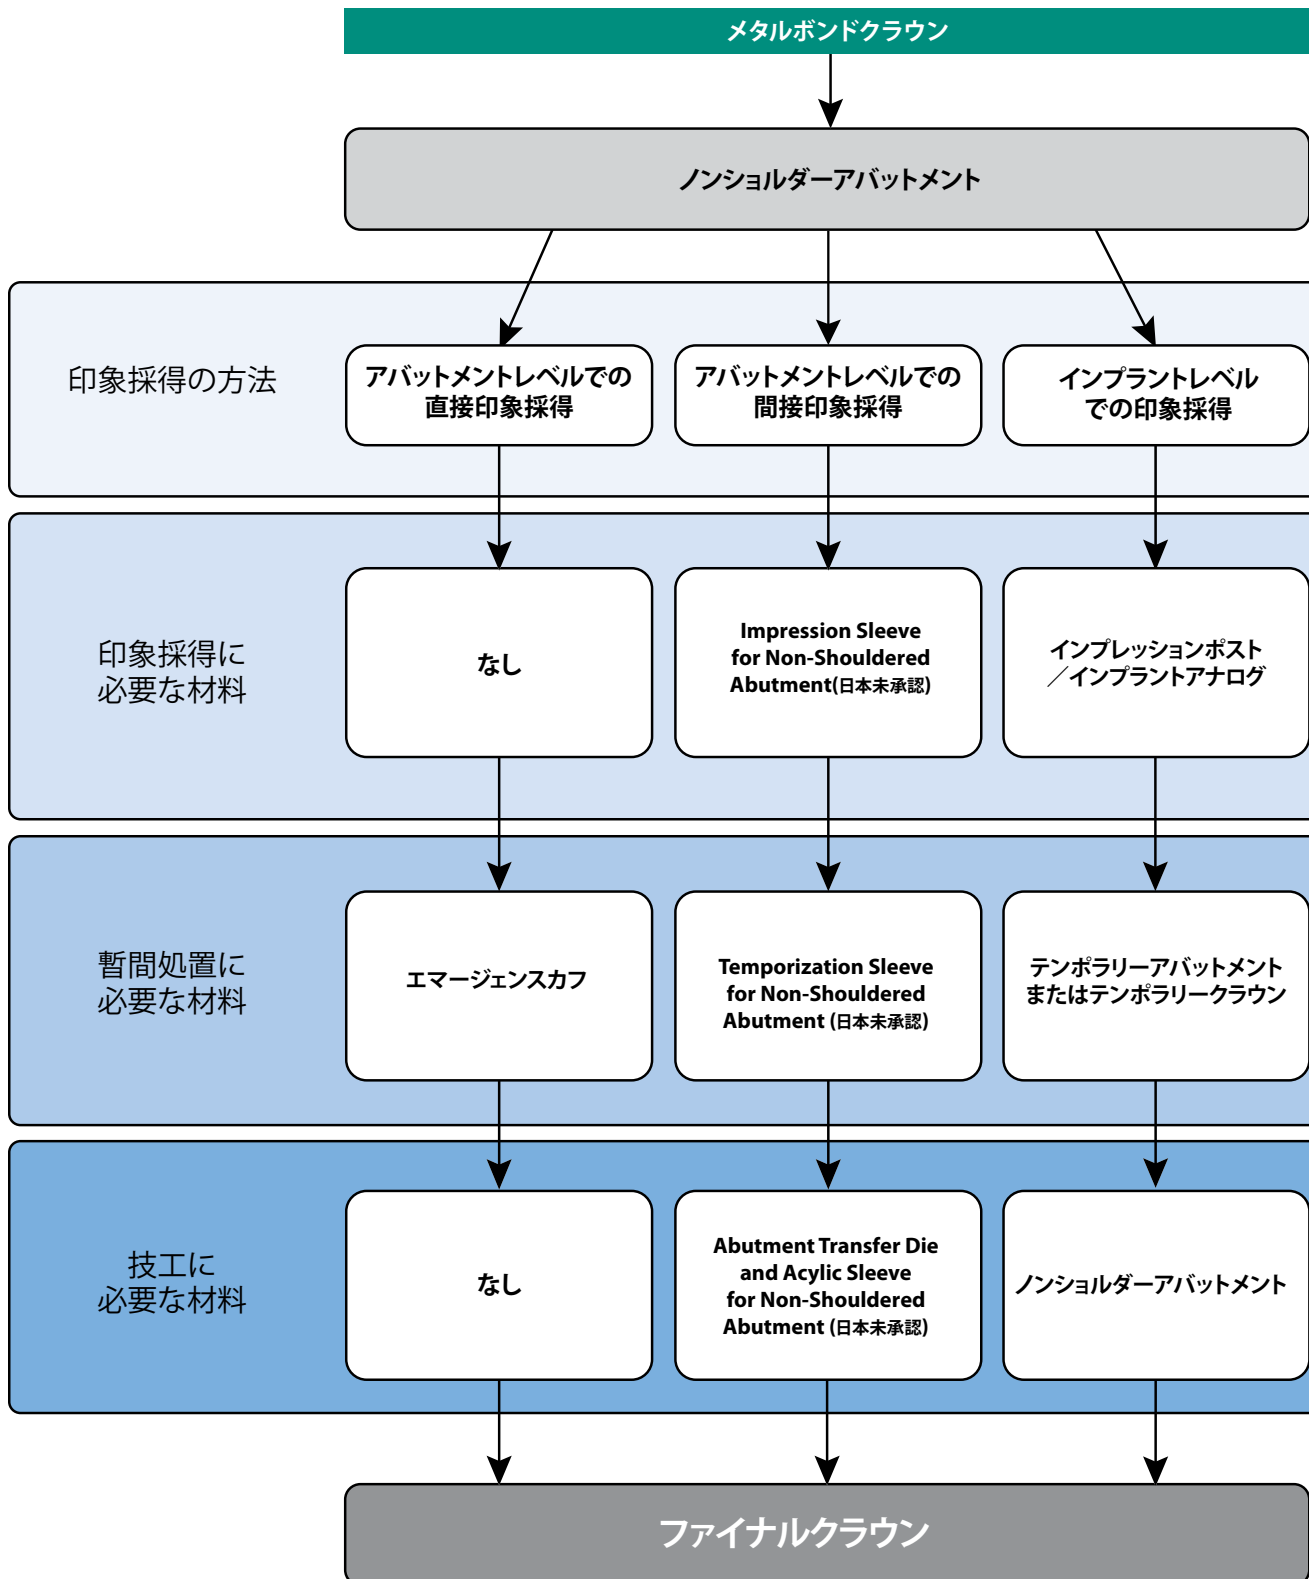 メタルボンドクラウン
ノンショルダーアバットメント
印象採得の方法
アバットメントレベルでの
直接印象採得
アバットメントレベルでの
間接印象採得
インプラントレベル
での印象採得
印象採得に
必要な材料
なし
Impression Sleeve
for Non-Shouldered
Abutment(日本未承認)
インプレッションポスト
／インプラントアナログ
暫間処置に
必要な材料
エマージェンスカフ
Temporization Sleeve
for Non-Shouldered
Abutment (日本未承認)
テンポラリーアバットメント
またはテンポラリークラウン
技工に
必要な材料
なし
Abutment Transfer Die
and Acylic Sleeve
for Non-Shouldered
Abutment (日本未承認)
ノンショルダーアバットメント
ファイナルクラウン